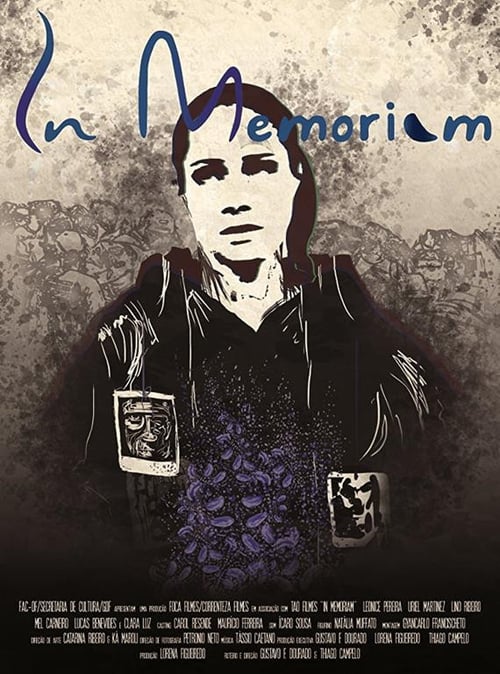 In Memoriam
FAC-DF/SECRETARIA DE CULTURA/GDF APRESENTAM UMA PRODUÇÃO FOCA FILMES/CORRENTEZA FILMES EM ASSOCIAÇÃO COM TAO FILMES "IN MEMORIAM" LEONICE PEREIRA URIEL MARTINEZ LINO RIBEIRO
MEL CARNEIRO LUCAS BENEVIDES E CLARA LUZ CASTING CAROL RESENDE MAURÍCIO FERREIRA SOM ÍCARO SOUSA FIGURINO NATÁLIA MUFFATO MONTAGEM GYANCARLO FRANCISCHETO
DIREÇÃO DE ARTE CATARINA RIBEIRO & KÁ MAROLI DIREÇÃO DE FOTOGRAFIA PETRONIO NETO MÚSICA TÁSSIO CAETANO PRODUÇÃO EXECUTIVA GUSTAVO F. DOURADO LORENA FIGUEIREDO THIAGO CAMPELO
PRODUÇÃO LORENA FIGUEIREDO ROTEIRO E DIREÇÃO GUSTAVO F. DOURADO & THIAGO CAMPELO